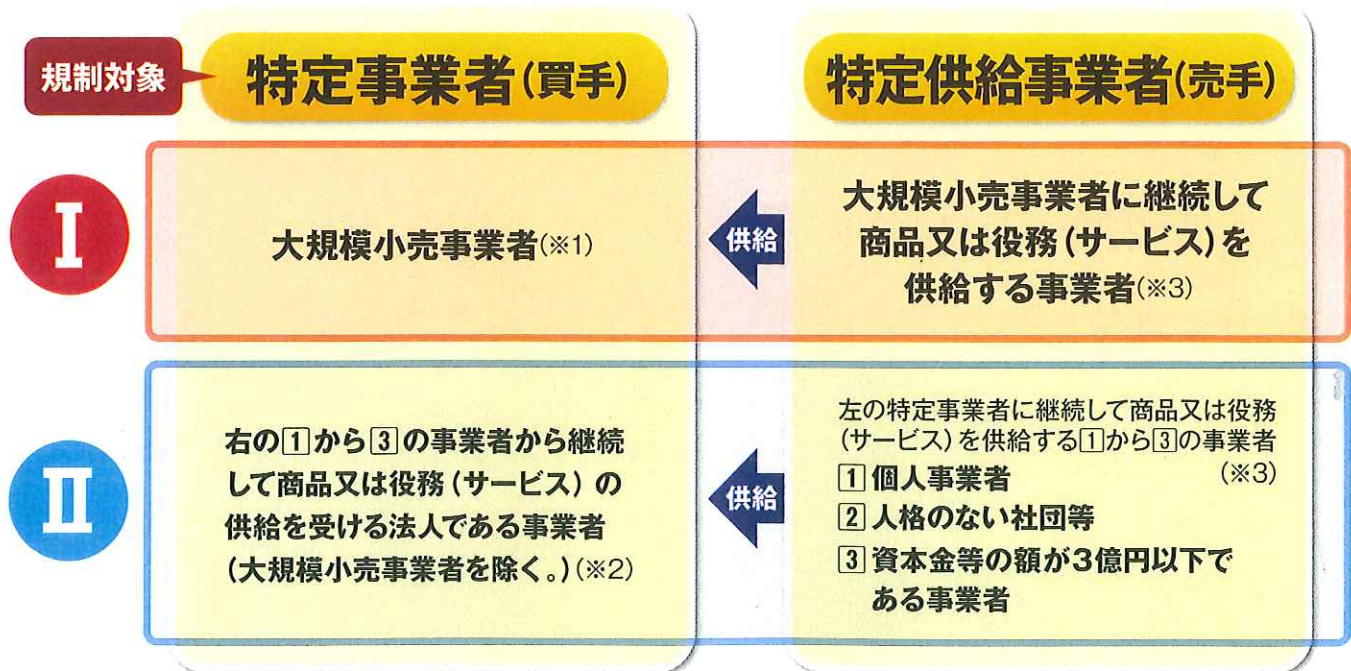 規制対象
特定事業者(買手)
特定供給事業者(売手)
I
大規模小売事業者(※1)
供給
大規模小売事業者に継続して
商品又は役務(サービス)を
供給する事業者(※3)
II
右の1から3の事業者から継続
して商品又は役務(サービス)の
供給を受ける法人である事業者
(大規模小売事業者を除く。)(※2)
供給
左の特定事業者に継続して商品又は役務
(サービス)を供給する1から3の事業者
(※3)
1 個人事業者
2 人格のない社団等
3 資本金等の額が3億円以下で
ある事業者